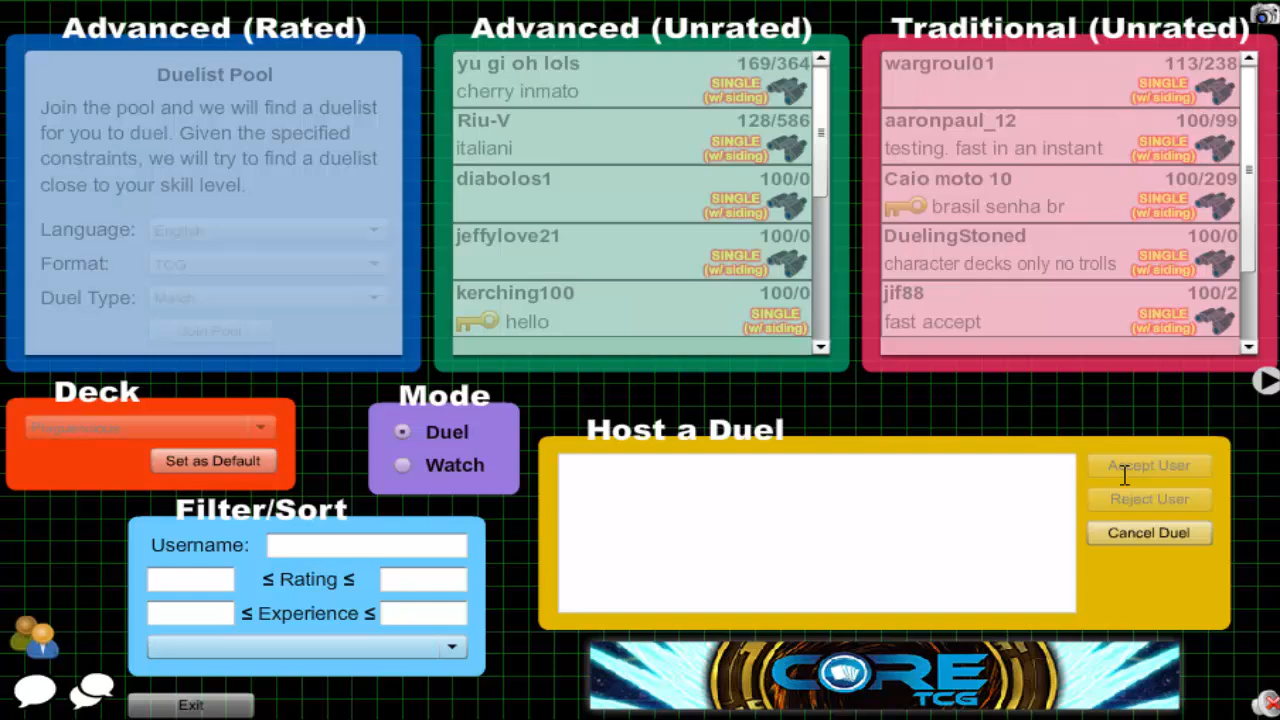 Advanced (Rated)
Duelist Pool
Join the pool and we will find a duelist
for you to duel. Given the specified
constraints, we will try to find a duelist
close to your skill level.
Language: English
Format: TCG
Duel Type: Match
Join Pool
Advanced (Unrated)
yu gi oh lols 169/364
cherry inmato SINGLE (w/ siding)
Riu-V 128/586
italiani SINGLE (w/ siding)
diabolos1 100/0
SINGLE (w/ siding)
jeffylove21 100/0
SINGLE (w/ siding)
kerching100 100/0
hello SINGLE (w/ siding)
Traditional (Unrated)
wargroul01 113/238
SINGLE (w/ siding)
aaronpaul_12 100/99
testing. fast in an instant SINGLE (w/ siding)
Caio moto 10 100/209
brasil senha br SINGLE (w/ siding)
DuelingStoned 100/0
character decks only no trolls SINGLE (w/ siding)
jif88 100/2
fast accept SINGLE (w/ siding)
Deck
Set as Default
Mode
Duel
Watch
Filter/Sort
Username:
≤ Rating ≤
≤ Experience ≤
Host a Duel
Accept User
Reject User
Cancel Duel
CORE
TCG
Exit